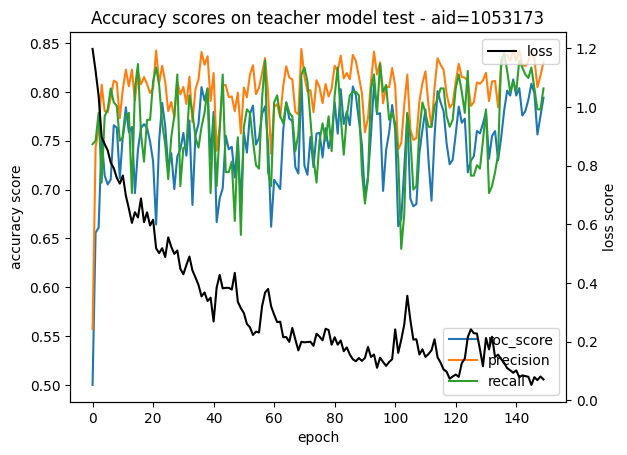 Accuracy scores on teacher model test - aid=1053173
accuracy score
0.85
0.80
0.75
0.70
0.65
0.60
0.55
0.50
loss
1.2
1.0
0.8
0.6
0.4
0.2
0.0
loss score
roc_score
precision
recall
0
20
40
60
80
100
120
140
epoch